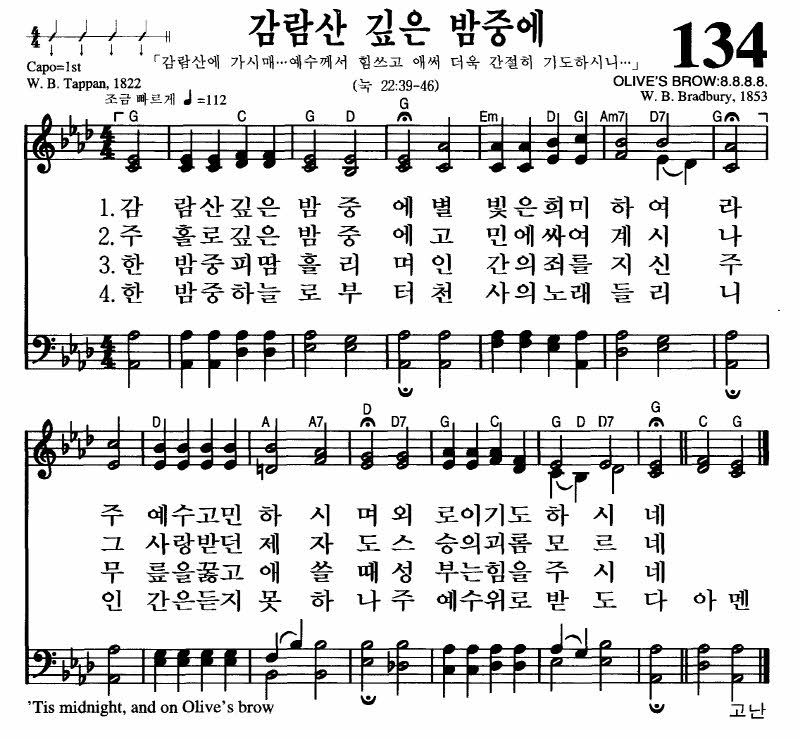 감람산 깊은 밤중에
134
「감람산에 가시매…예수께서 힘쓰고 애써 더욱 간절히 기도하시니…」
Capo=1st
W. B. Tappan, 1822
(눅 22:39-46)
OLIVE'S BROW:8.8.8.8.
W. B. Bradbury, 1853
조금 빠르게 ♩=112
G C G D G Em D G Am7 D7 G
1. 감 람산깊은 밤 중 에 별 빛은희미 하 여 라
2. 주 홀로깊은 밤 중 에 고 민에싸여 계 시 나
3. 한 밤중피땀 흘 리 며 인 간의죄를 지 신 주
4. 한 밤중하늘 로 부 터 천 사의노래 들 리 니
D A A7 D D7 G C G D D7 G C G
주 예수고민 하 시 며 외 로이기도 하 시 네
그 사랑받던 제 자 도 스 승의괴롬 모 르 네
무 릎을꿇고 애 쓸 때 성 부는힘을 주 시 네
인 간은듣지 못 하 나 주 예수위로 받 도 다 아 멘
'Tis midnight, and on Olive's brow
고난